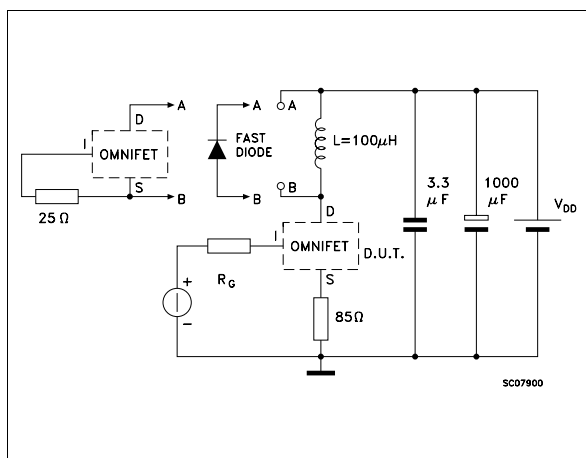 A
D
I
OMNIFET
S
B
25 Ω
A
FAST
DIODE
B
A
L=100μH
B
D
I
OMNIFET
D.U.T.
S
R_G
+
−
85Ω
3.3
μF
1000
μF
V_DD
SC07900